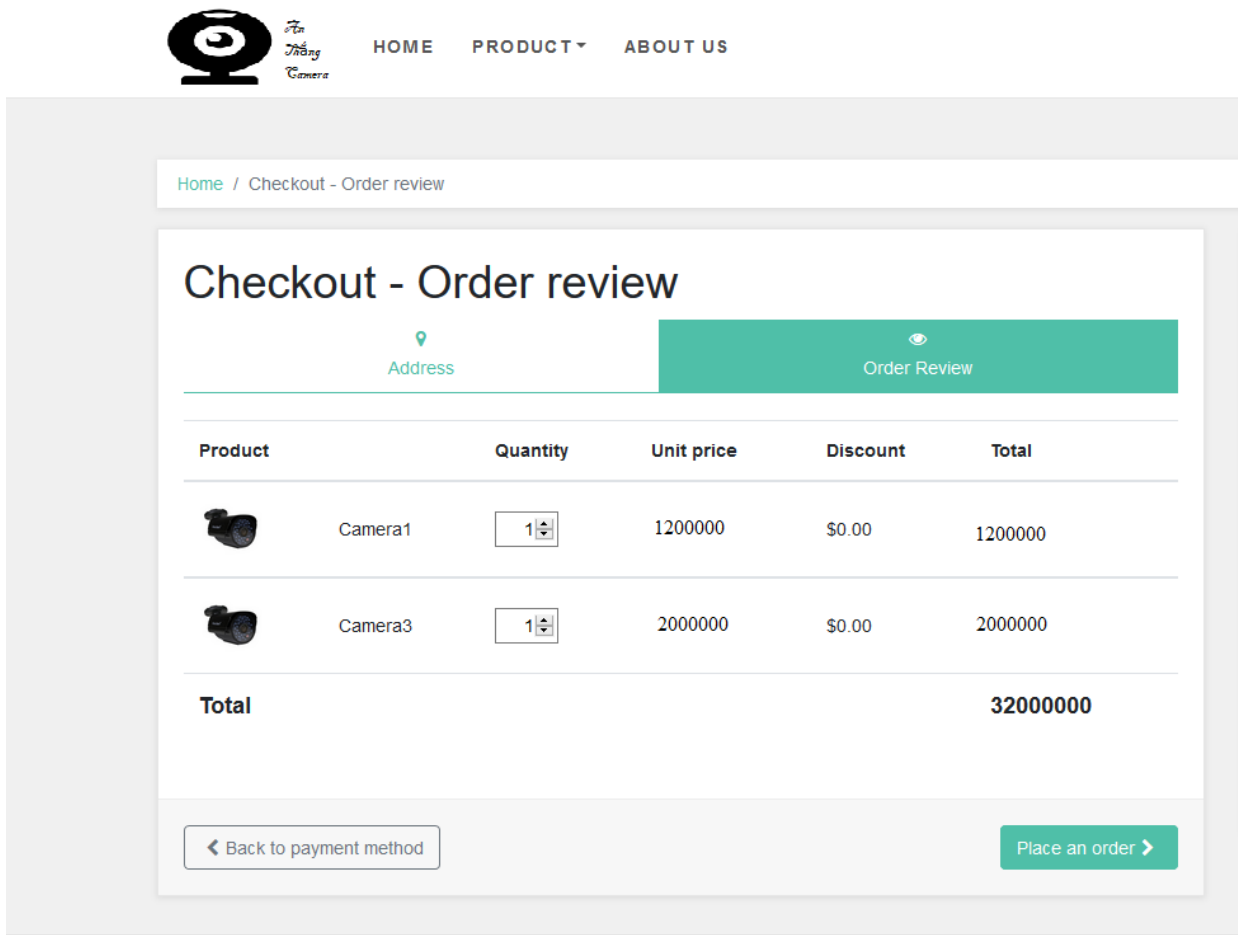 An
Thắng
Camera
HOME PRODUCT ABOUT US
Home / Checkout - Order review
Checkout - Order review
Address
Order Review
Product Quantity Unit price Discount Total
Camera1 1 1200000 $0.00 1200000
Camera3 1 2000000 $0.00 2000000
Total 32000000
Back to payment method
Place an order